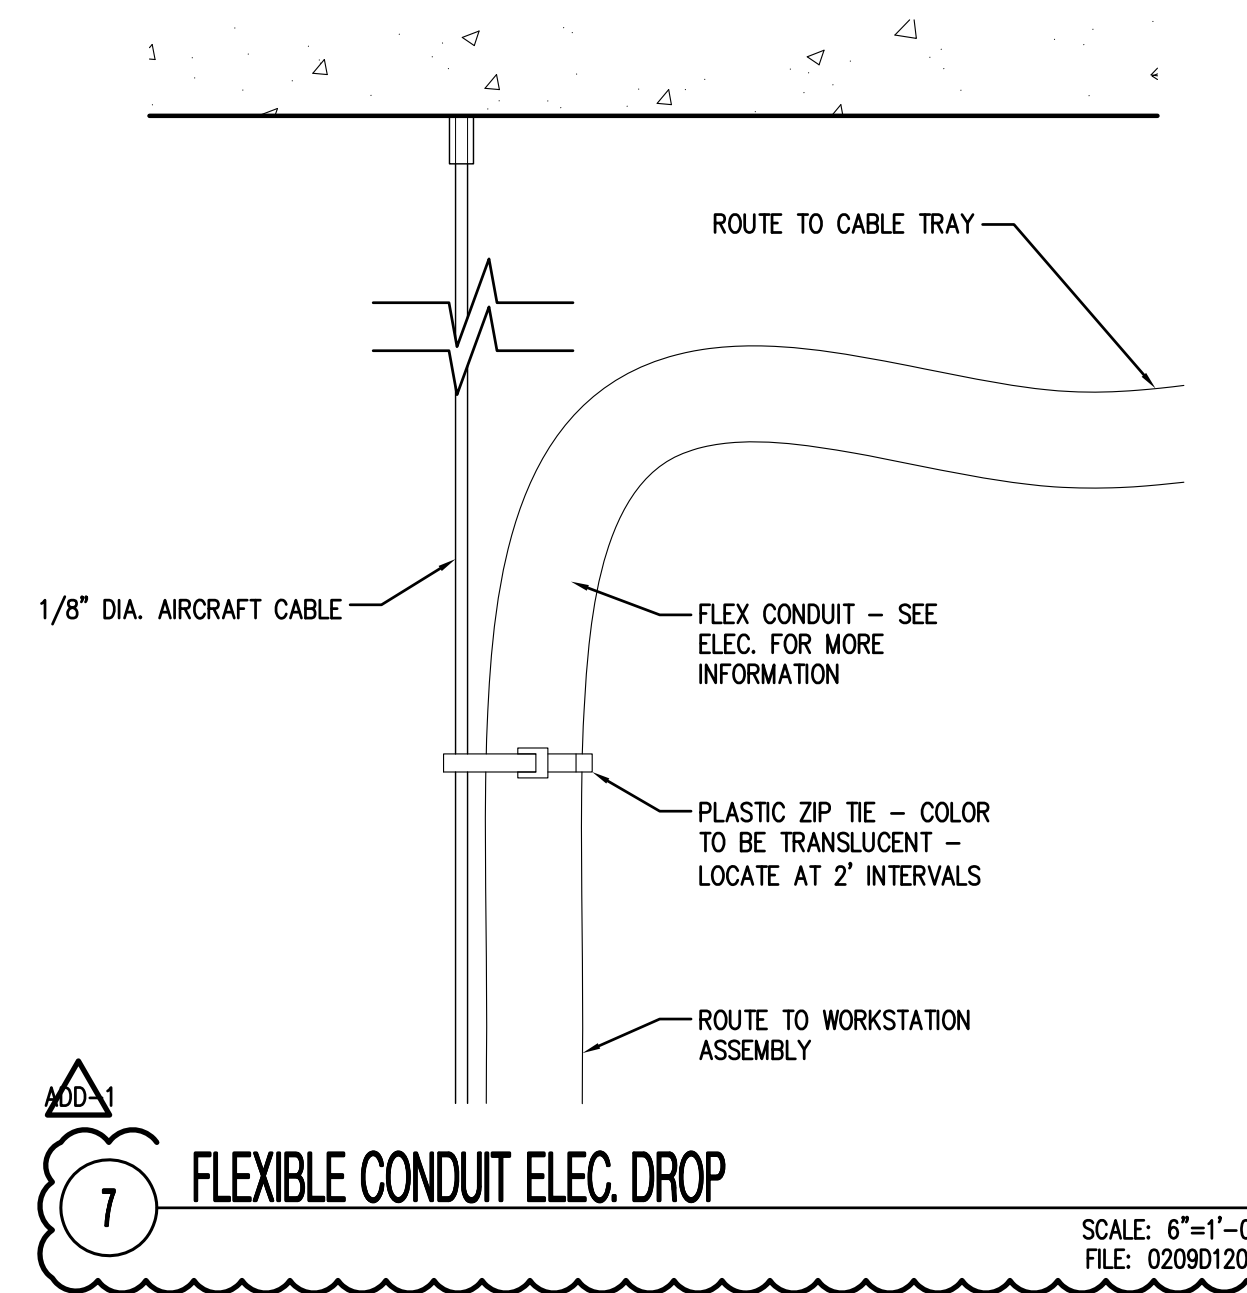 ROUTE TO CABLE TRAY
1/8" DIA. AIRCRAFT CABLE
FLEX CONDUIT – SEE
ELEC. FOR MORE
INFORMATION
PLASTIC ZIP TIE – COLOR
TO BE TRANSLUCENT –
LOCATE AT 2' INTERVALS
ROUTE TO WORKSTATION
ASSEMBLY
ADD-1
7
FLEXIBLE CONDUIT ELEC. DROP
SCALE: 6"=1'-0
FILE: 0209D120